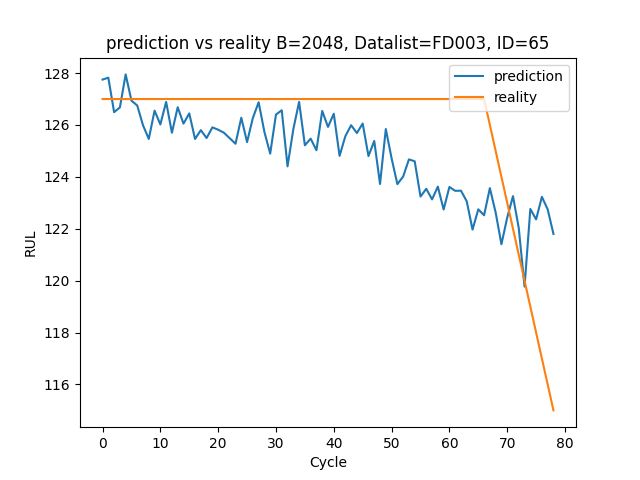 prediction vs reality B=2048, Datalist=FD003, ID=65
128
126
124
122
120
118
116
RUL
prediction
reality
0 10 20 30 40 50 60 70 80
Cycle